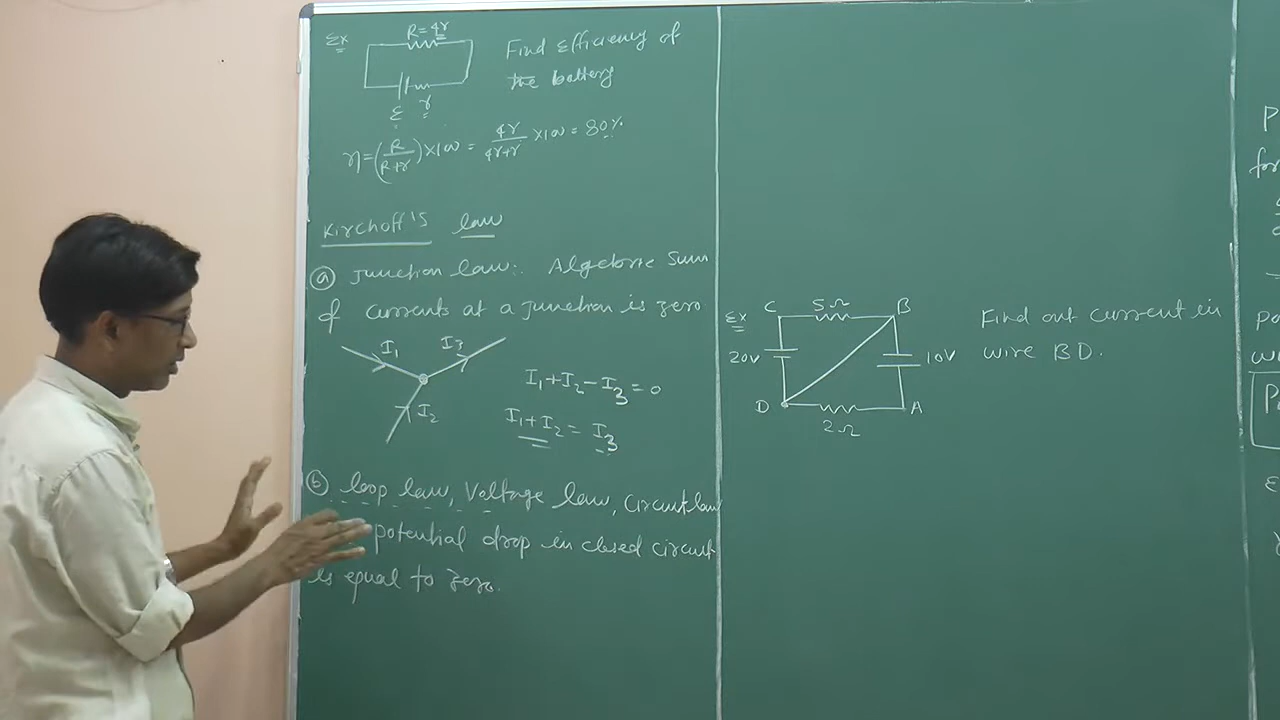 Ex
R=4r
Find Efficiency of
the battery
ε
r
η=(R/R+r)×100 = 4r/4r+r ×100 = 80%
Kirchoff's law
(a) Junction law:. Algebric sum
of currents at a junction is zero
I₁
I₃
I₂
I₁+I₂-I₃=0
I₁+I₂=I₃
(b) loop law, Voltage law, Circuit law
potential drop in closed circuit
is equal to zero.
Ex
C
5Ω
B
20V
10V
D
2Ω
A
Find out current in
wire BD.
P
for